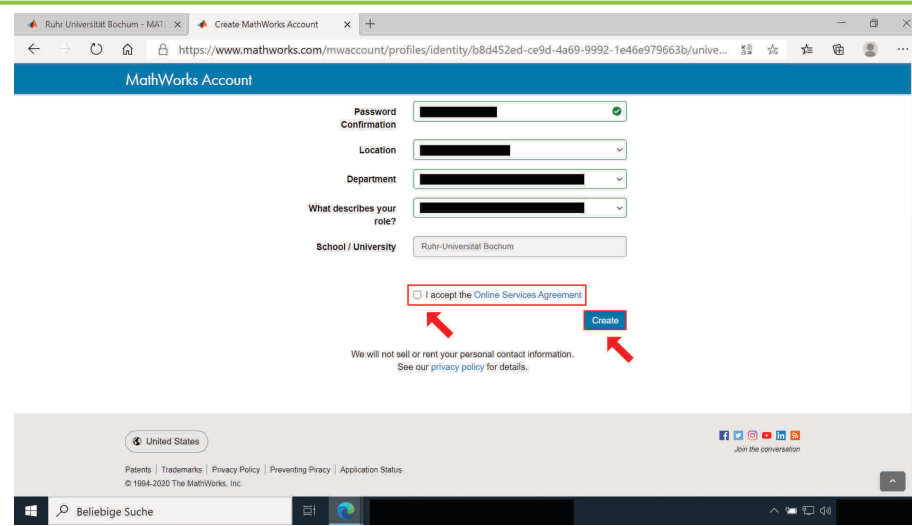 Ruhr Universität Bochum - MAT
Create MathWorks Account
https://www.mathworks.com/mwaccount/profiles/identity/b8d452ed-ce9d-4a69-9992-1e46e979663b/unive...
MathWorks Account
Password
Confirmation
Location
Department
What describes your
role?
School / University
Ruhr-Universität Bochum
I accept the Online Services Agreement
Create
We will not sell or rent your personal contact information.
See our privacy policy for details.
United States
Join the conversation
Patents | Trademarks | Privacy Policy | Preventing Piracy | Application Status
© 1994-2020 The MathWorks, Inc.
Beliebige Suche